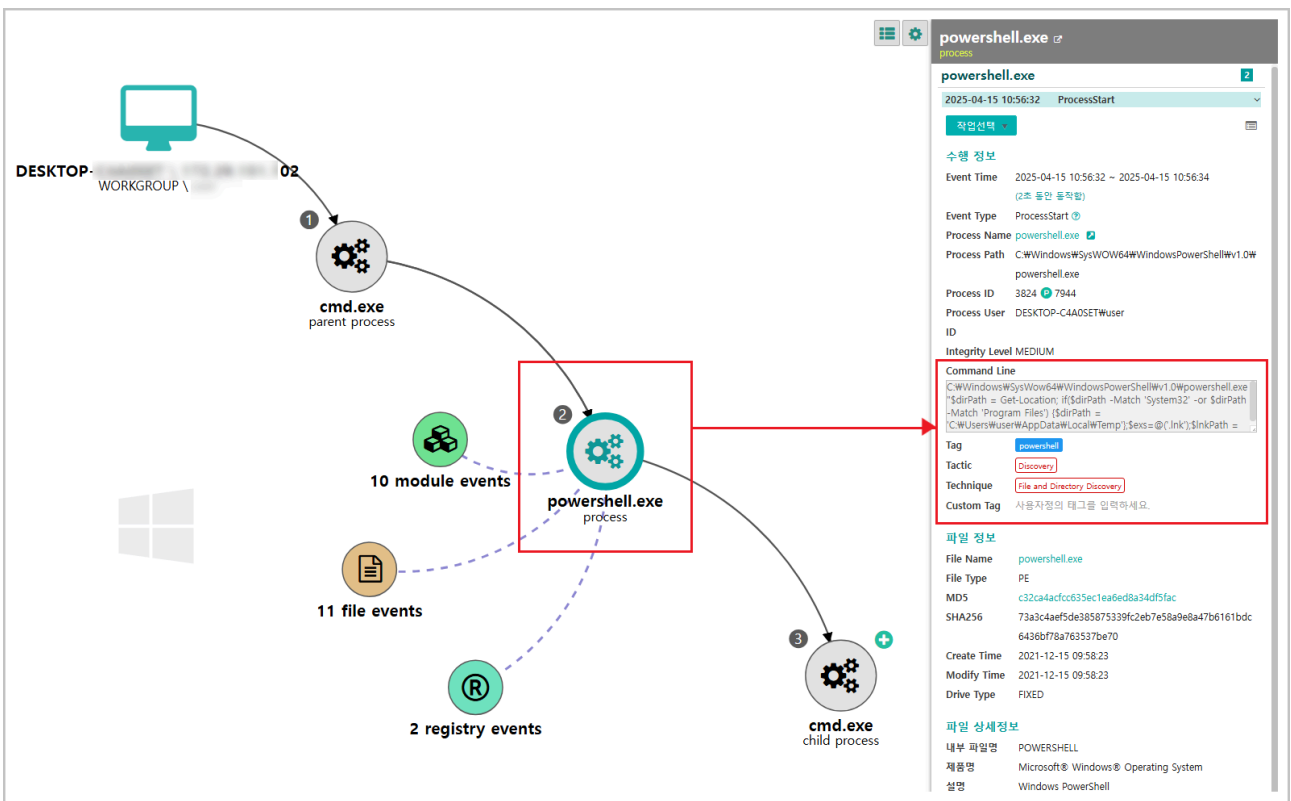 DESKTOP-
02
WORKGROUP \
1
cmd.exe
parent process
2
powershell.exe
process
10 module events
11 file events
R
2 registry events
3
cmd.exe
child process
powershell.exe
process
powershell.exe 2
2025-04-15 10:56:32 ProcessStart
작업선택
수행 정보
Event Time 2025-04-15 10:56:32 ~ 2025-04-15 10:56:34
(2초 동안 동작함)
Event Type ProcessStart ?
Process Name powershell.exe
Process Path C:₩Windows₩SysWOW64₩WindowsPowerShell₩v1.0₩
powershell.exe
Process ID 3824 P 7944
Process User DESKTOP-C4A0SET₩user
ID
Integrity Level MEDIUM
Command Line
C:₩Windows₩SysWow64₩WindowsPowerShell₩v1.0₩powershell.exe
"$dirPath = Get-Location; if($dirPath -Match 'System32' -or $dirPath
-Match 'Program Files') {$dirPath =
'C:₩Users₩user₩AppData₩Local₩Temp'};$exs=@('.lnk');$lnkPath =
Tag powershell
Tactic Discovery
Technique File and Directory Discovery
Custom Tag 사용자정의 태그를 입력하세요.
파일 정보
File Name powershell.exe
File Type PE
MD5 c32ca4acfcc635ec1ea6ed8a34df5fac
SHA256 73a3c4aef5de385875339fc2eb7e58a9e8a47b6161bdc
6436bf78a763537be70
Create Time 2021-12-15 09:58:23
Modify Time 2021-12-15 09:58:23
Drive Type FIXED
파일 상세정보
내부 파일명 POWERSHELL
제품명 Microsoft® Windows® Operating System
설명 Windows PowerShell